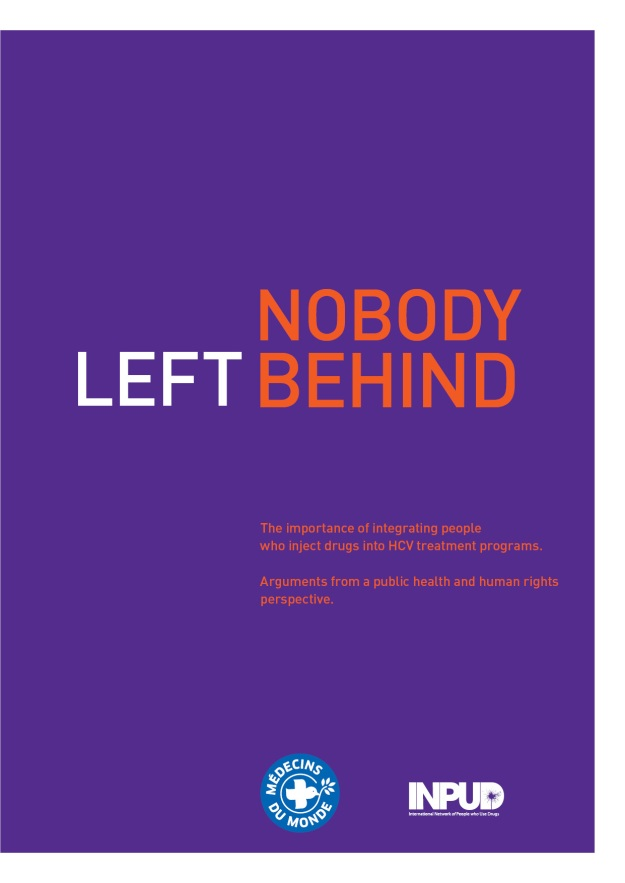 NOBODY
LEFT BEHIND
The importance of integrating people
who inject drugs into HCV treatment programs.
Arguments from a public health and human rights
perspective.
MÉDECINS
DU MONDE
INPUD
International Network of People who Use Drugs